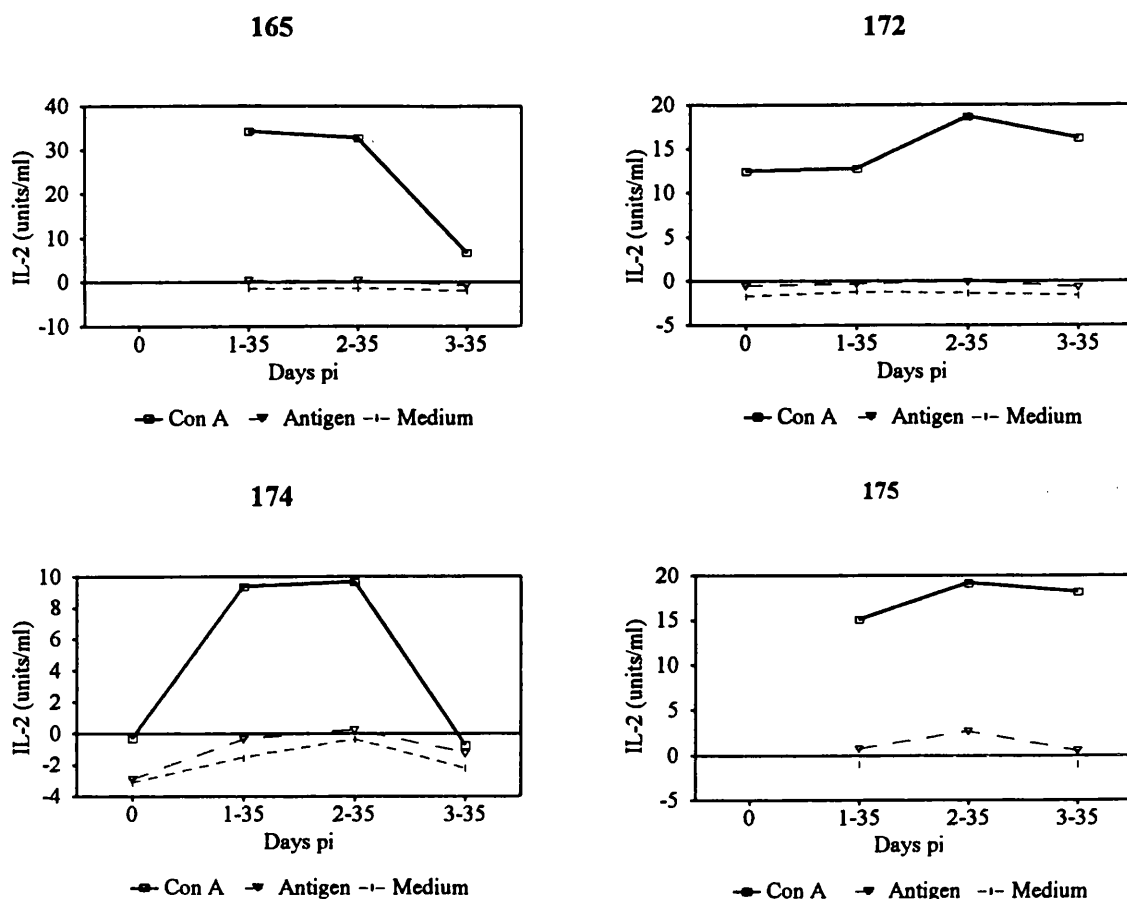 165
40
30
20
10
0
-10
IL-2 (units/ml)
0 1-35 2-35 3-35
Days pi
Con A Antigen Medium
172
20
15
10
5
0
-5
IL-2 (units/ml)
0 1-35 2-35 3-35
Days pi
Con A Antigen Medium
174
10
8
6
4
2
0
-2
-4
IL-2 (units/ml)
0 1-35 2-35 3-35
Days pi
Con A Antigen Medium
175
20
15
10
5
0
-5
IL-2 (units/ml)
0 1-35 2-35 3-35
Days pi
Con A Antigen Medium